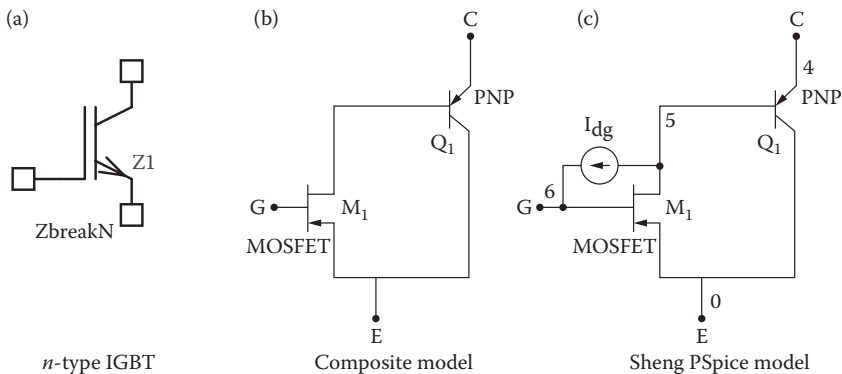 (a)
Z1
ZbreakN
n-type IGBT
(b)
C
PNP
Q1
G
M1
MOSFET
E
Composite model
(c)
C
4
PNP
5
Q1
Idg
6
G
M1
MOSFET
0
E
Sheng PSpice model